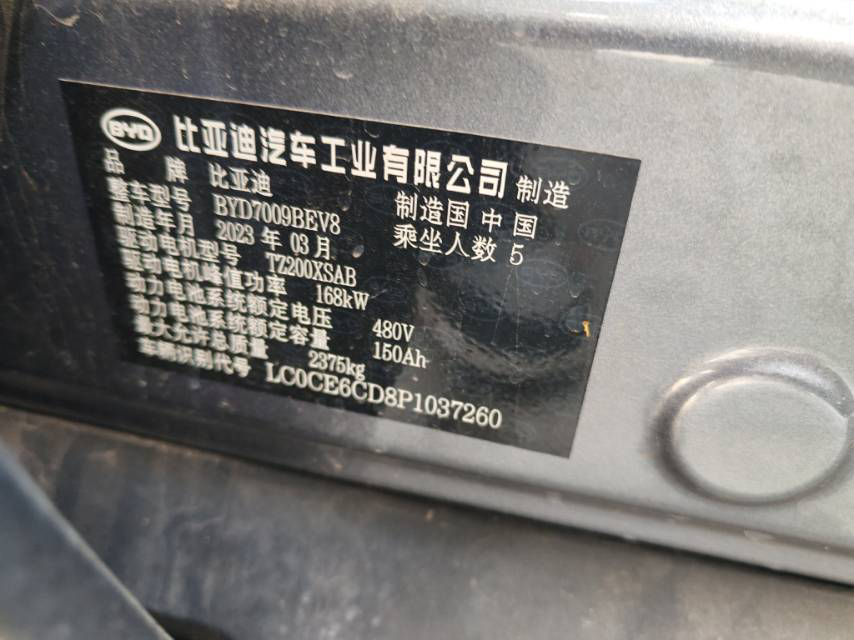 BYD 比亚迪汽车工业有限公司 制造
品 牌 比亚迪 制造国 中国
整车型号 BYD7009BEV8 乘坐人数 5
制造年月 2023 年 03 月
驱动电机型号 TZ200XSAB
驱动电机峰值功率 168kW
动力电池系统额定电压 480V
动力电池系统额定容量 150Ah
最大允许总质量 2375kg
车辆识别代号 LC0CE6CD8P1037260